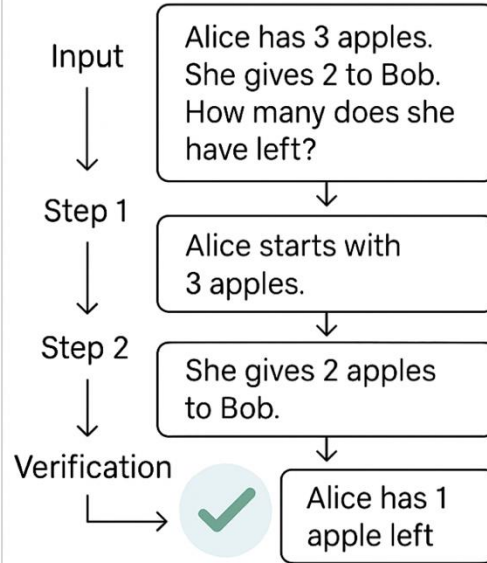 Input
Alice has 3 apples.
She gives 2 to Bob.
How many does she
have left?
Step 1
Alice starts with
3 apples.
Step 2
She gives 2 apples
to Bob.
Verification
Alice has 1
apple left